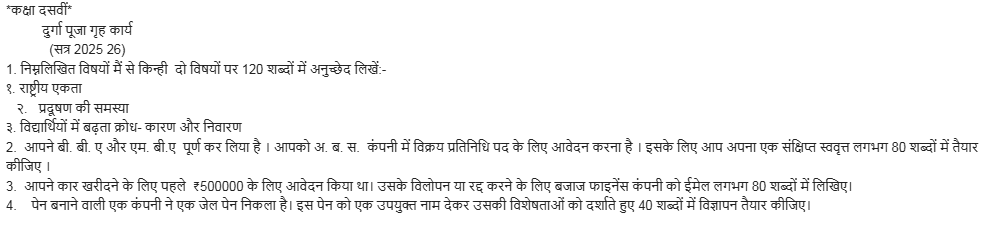 *कक्षा दसवीं*
दुर्गा पूजा गृह कार्य
(सत्र 2025 26)
1. निम्नलिखित विषयों मैं से किन्ही दो विषयों पर 120 शब्दों में अनुच्छेद लिखें:-
१. राष्ट्रीय एकता
२. प्रदूषण की समस्या
३. विद्यार्थियों में बढ़ता क्रोध- कारण और निवारण
2. आपने बी. बी. ए और एम. बी.ए पूर्ण कर लिया है । आपको अ. ब. स. कंपनी में विक्रय प्रतिनिधि पद के लिए आवेदन करना है । इसके लिए आप अपना एक संक्षिप्त स्ववृत्त लगभग 80 शब्दों में तैयार
कीजिए ।
3. आपने कार खरीदने के लिए पहले ₹500000 के लिए आवेदन किया था। उसके विलोपन या रद्द करने के लिए बजाज फाइनेंस कंपनी को ईमेल लगभग 80 शब्दों में लिखिए।
4. पेन बनाने वाली एक कंपनी ने एक जेल पेन निकला है। इस पेन को एक उपयुक्त नाम देकर उसकी विशेषताओं को दर्शाते हुए 40 शब्दों में विज्ञापन तैयार कीजिए।